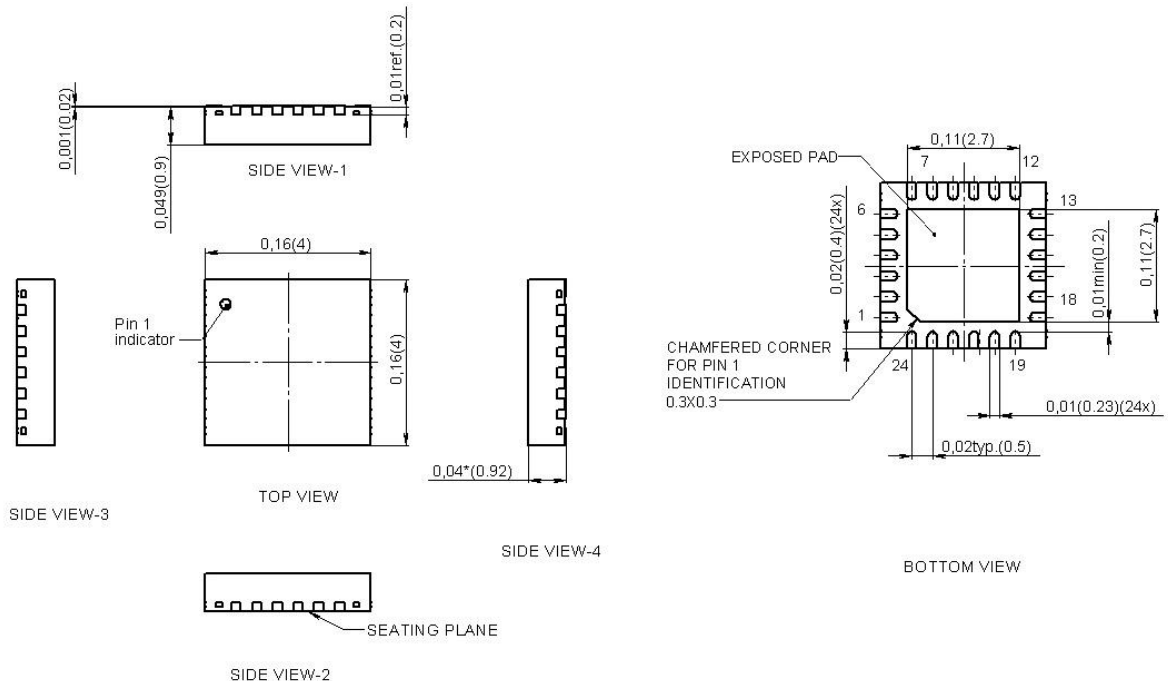 0,001(0.02)
0,049(0.9)
0,01ref.(0.2)
SIDE VIEW-1
0,16(4)
Pin 1
indicator
0,16(4)
TOP VIEW
SIDE VIEW-3
0,04*(0.92)
SIDE VIEW-4
SEATING PLANE
SIDE VIEW-2
0,11(2.7)
EXPOSED PAD
7
12
6
13
0,02(0.4)(24x)
0,01min(0.2)
0,11(2.7)
1
18
24
19
CHAMFERED CORNER
FOR PIN 1
IDENTIFICATION
0.3X0.3
0,01(0.23)(24x)
0,02typ.(0.5)
BOTTOM VIEW